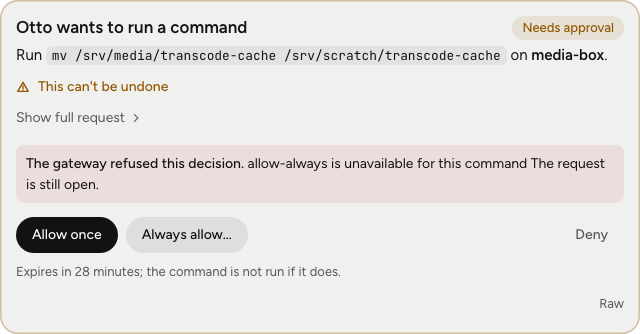 Otto wants to run a command
Needs approval
Run mv /srv/media/transcode-cache /srv/scratch/transcode-cache on media-box.
This can't be undone
Show full request
The gateway refused this decision. allow-always is unavailable for this command The request
is still open.
Allow once
Always allow...
Deny
Expires in 28 minutes; the command is not run if it does.
Raw